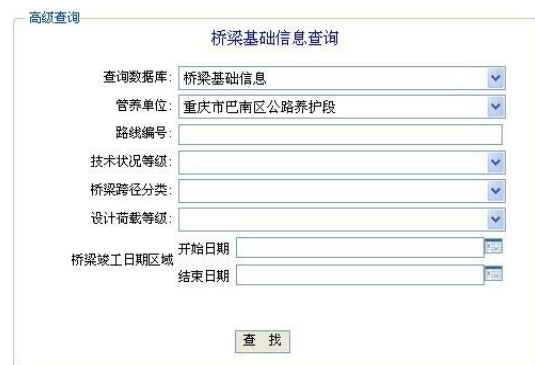 高级查询
桥梁基础信息查询
查询数据库: 桥梁基础信息
管养单位: 重庆市巴南区公路养护段
路线编号:
技术状况等级:
桥梁跨径分类:
设计荷载等级:
桥梁竣工日期区域
开始日期
结束日期
查 找